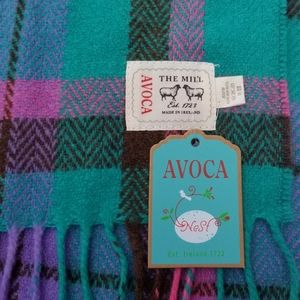 THE MILL
AVOCA
Est. 1723
MADE IN IRELAND
AVOCA
NeSt
Est. Ireland 1723